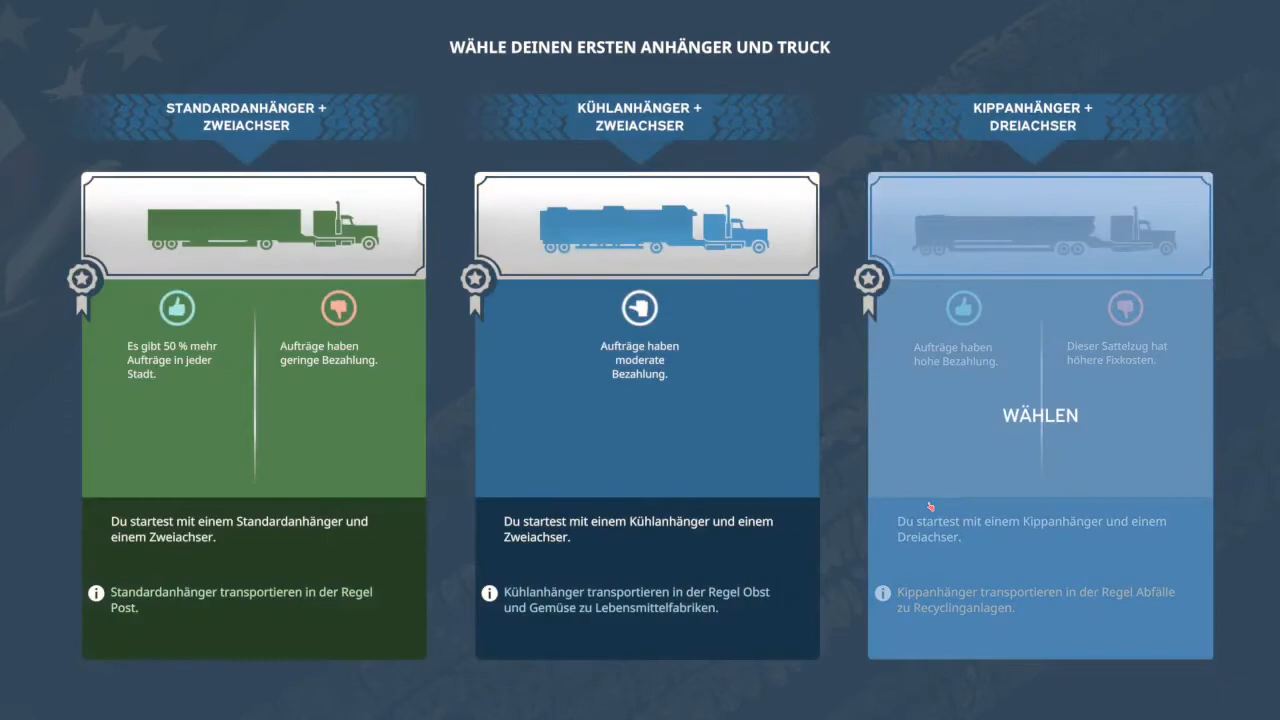 WÄHLE DEINEN ERSTEN ANHÄNGER UND TRUCK
STANDARDANHÄNGER +
ZWEIACHSER
Es gibt 50 % mehr
Aufträge in jeder
Stadt.
Aufträge haben
geringe Bezahlung.
Du startest mit einem Standardanhänger und
einem Zweiachser.
Standardanhänger transportieren in der Regel
Post.
KÜHLANHÄNGER +
ZWEIACHSER
Aufträge haben
moderate
Bezahlung.
Du startest mit einem Kühlanhänger und einem
Zweiachser.
Kühlanhänger transportieren in der Regel Obst
und Gemüse zu Lebensmittelfabriken.
KIPPANHÄNGER +
DREIACHSER
Aufträge haben
hohe Bezahlung.
Dieser Sattelzug hat
höhere Fixkosten.
WÄHLEN
Du startest mit einem Kippanhänger und einem
Dreiachser.
Kippanhänger transportieren in der Regel Abfälle
zu Recyclinganlagen.